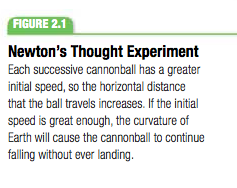 FIGURE 2.1
Newton's Thought Experiment
Each successive cannonball has a greater
initial speed, so the horizontal distance
that the ball travels increases. If the initial
speed is great enough, the curvature of
Earth will cause the cannonball to continue
falling without ever landing.